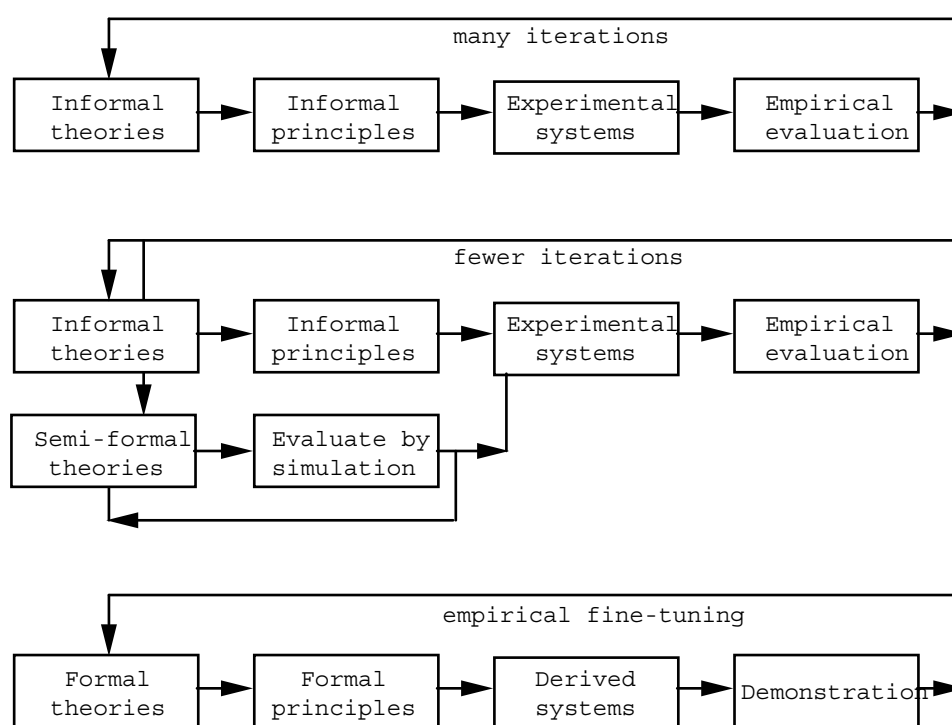 many iterations
Informal
theories
Informal
principles
Experimental
systems
Empirical
evaluation
fewer iterations
Informal
theories
Informal
principles
Experimental
systems
Empirical
evaluation
Semi-formal
theories
Evaluate by
simulation
empirical fine-tuning
Formal
theories
Formal
principles
Derived
systems
Demonstration